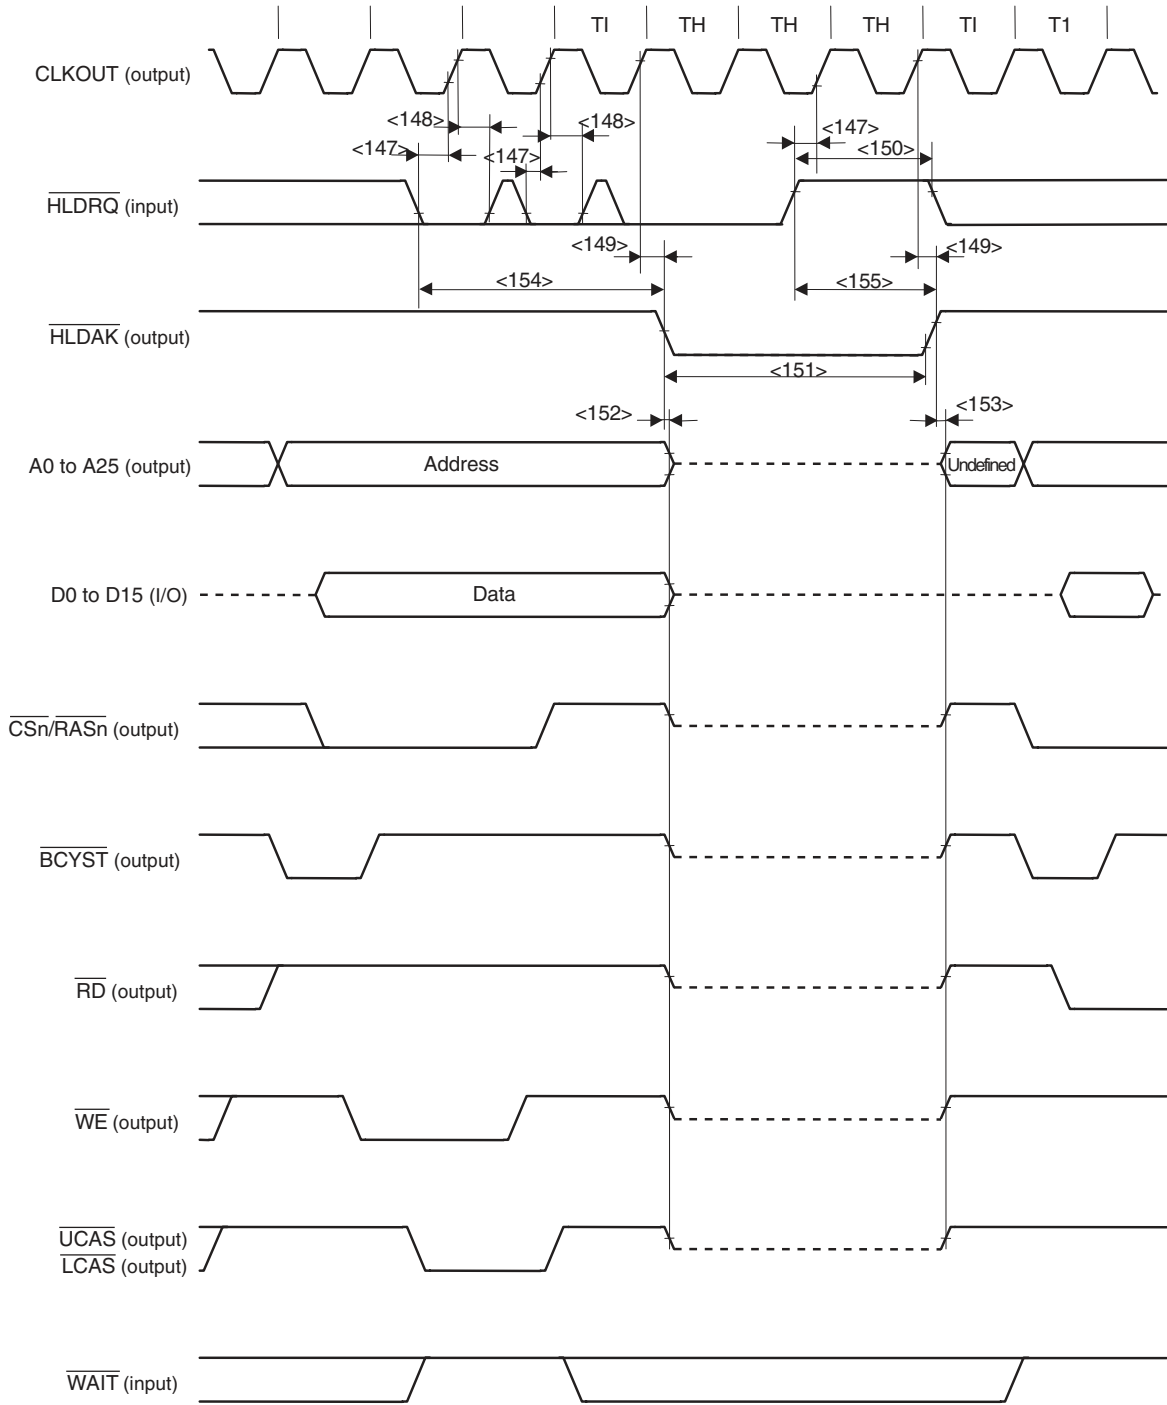 TI TH TH TH TI T1
CLKOUT (output)
<148> <148> <147>
<147> <147> <150>
HLDRQ (input)
<149> <149>
<154> <155>
HLDAK (output)
<151>
<152> <153>
A0 to A25 (output) Address Undefined
D0 to D15 (I/O) Data
CSn/RASn (output)
BCYST (output)
RD (output)
WE (output)
UCAS (output)
LCAS (output)
WAIT (input)